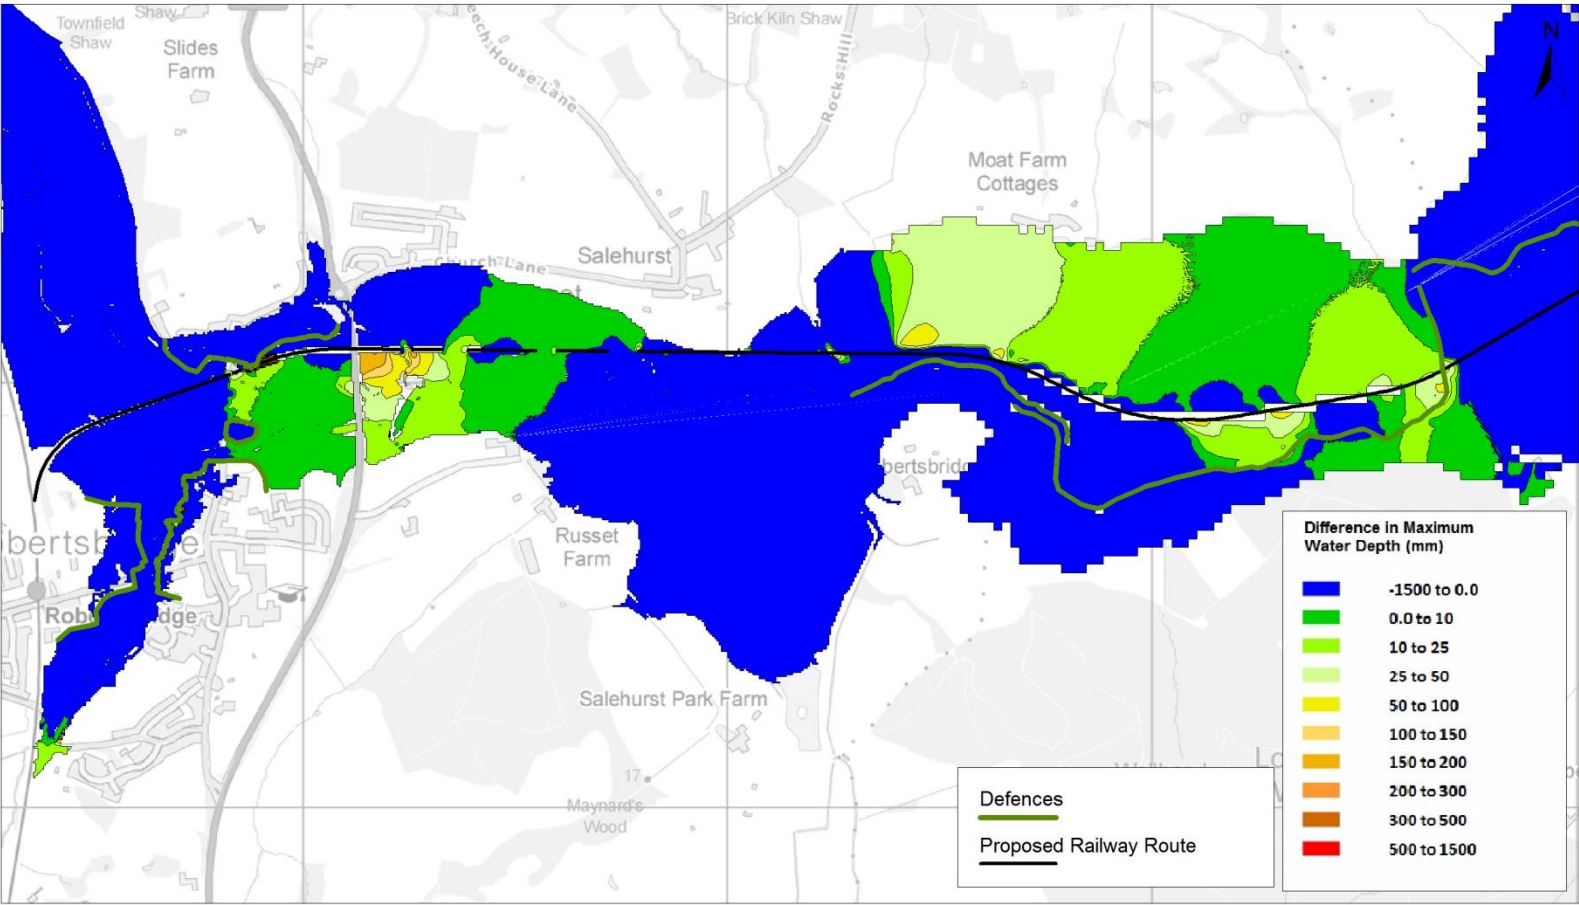 Shaw
Townfield
Shaw
Slides
Farm
Beech House Lane
Brick Kiln Shaw
Rocks Hill
N
Moat Farm
Cottages
Salehurst
Church Lane
Russet
Farm
Salehurst Park Farm
17
Maynard's
Wood
Difference in Maximum
Water Depth (mm)
-1500 to 0.0
0.0 to 10
10 to 25
25 to 50
50 to 100
100 to 150
150 to 200
200 to 300
300 to 500
500 to 1500
Defences
Proposed Railway Route